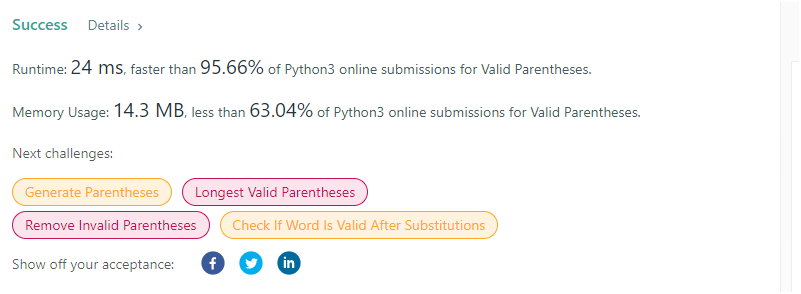 Success Details ›
Runtime: 24 ms, faster than 95.66% of Python3 online submissions for Valid Parentheses.
Memory Usage: 14.3 MB, less than 63.04% of Python3 online submissions for Valid Parentheses.
Next challenges:
Generate Parentheses Longest Valid Parentheses
Remove Invalid Parentheses Check If Word Is Valid After Substitutions
Show off your acceptance: